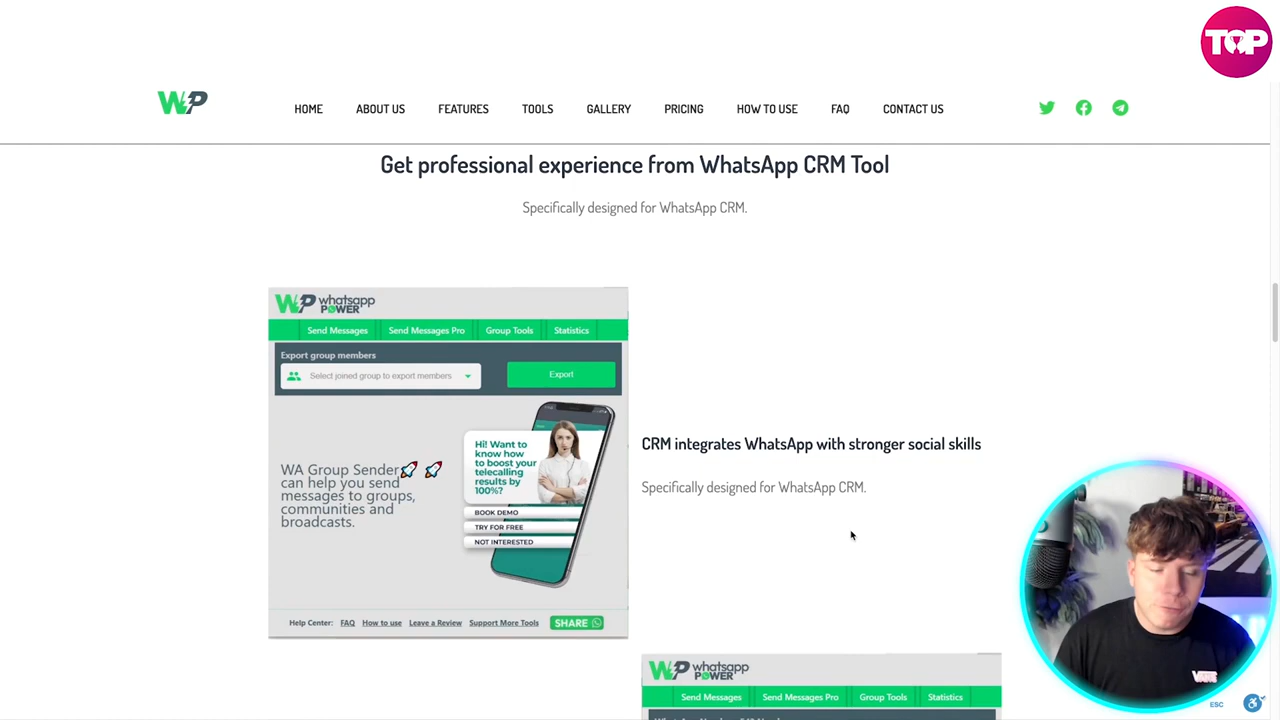 TOP
WP
HOME
ABOUT US
FEATURES
TOOLS
GALLERY
PRICING
HOW TO USE
FAQ
CONTACT US
Get professional experience from WhatsApp CRM Tool
Specifically designed for WhatsApp CRM.
WP whatsapp
POWER
Send Messages
Send Messages Pro
Group Tools
Statistics
Export group members
Select joined group to export members
Export
WA Group Sender🚀 🚀
can help you send
messages to groups,
communities and
broadcasts.
Hi! Want to
know how
to boost your
telecalling
results by
100%?
BOOK DEMO
TRY FOR FREE
NOT INTERESTED
Help Center:
FAQ
How to use
Leave a Review
Support More Tools
SHARE
CRM integrates WhatsApp with stronger social skills
Specifically designed for WhatsApp CRM.
WP whatsapp
POWER
Send Messages
Send Messages Pro
Group Tools
Statistics
VANS
ESC